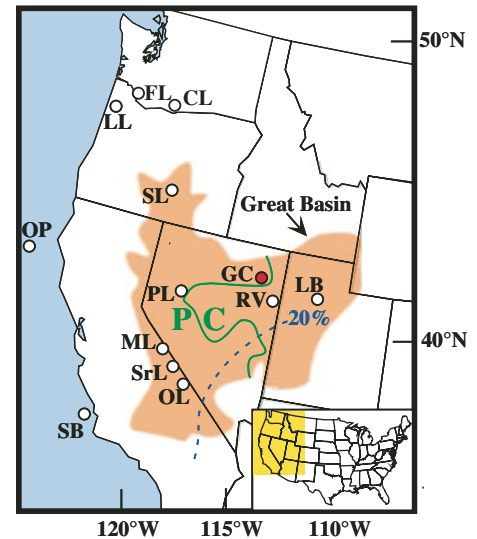 50°N
FL
CL
LL
SL
Great Basin
OP
GC
PL
RV
LB
P C
-20%
ML
40°N
SrL
OL
SB
120°W 115°W 110°W